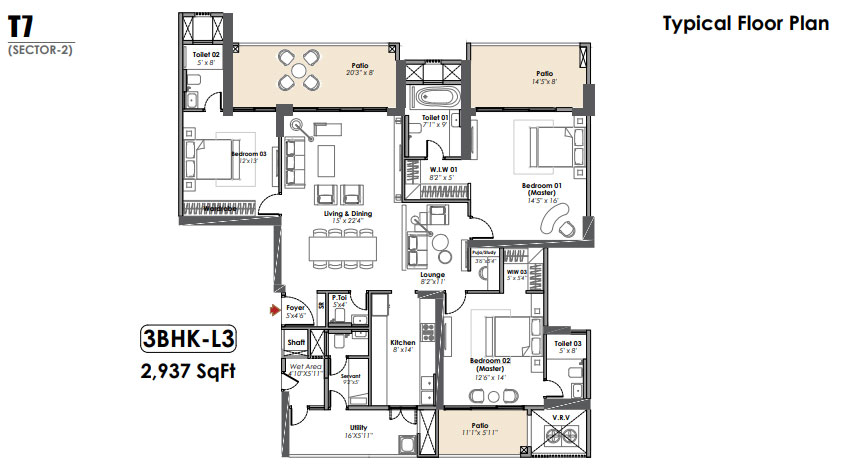 T7
(SECTOR-2)
Typical Floor Plan
Toilet 02
5' x 8'
Patio
20'3" x 8'
Patio
14'5"x 8'
Toilet 01
7'1" x 9'
Bedroom 03
12'x13'
W.I.W 01
8'2" x 5'
Bedroom 01
(Master)
14'5" x 16'
Wardrobe
Living & Dining
15' x 22'4"
Lounge
8'2"x11'
Puja/Study
3'6"x5'4"
WIW 03
5' x 5'4"
Foyer
5'x4'6"
P.Toi
5'x4'
3BHK-L3
2,937 SqFt
Shaft
Kitchen
8' x 14'
Bedroom 02
(Master)
12'6" x 14'
Toilet 03
5' x 8'
Wet Area
4'10"X5'11"
Servant
Utility
16'X5'11"
Patio
11'1"x 5'11"
V.R.V